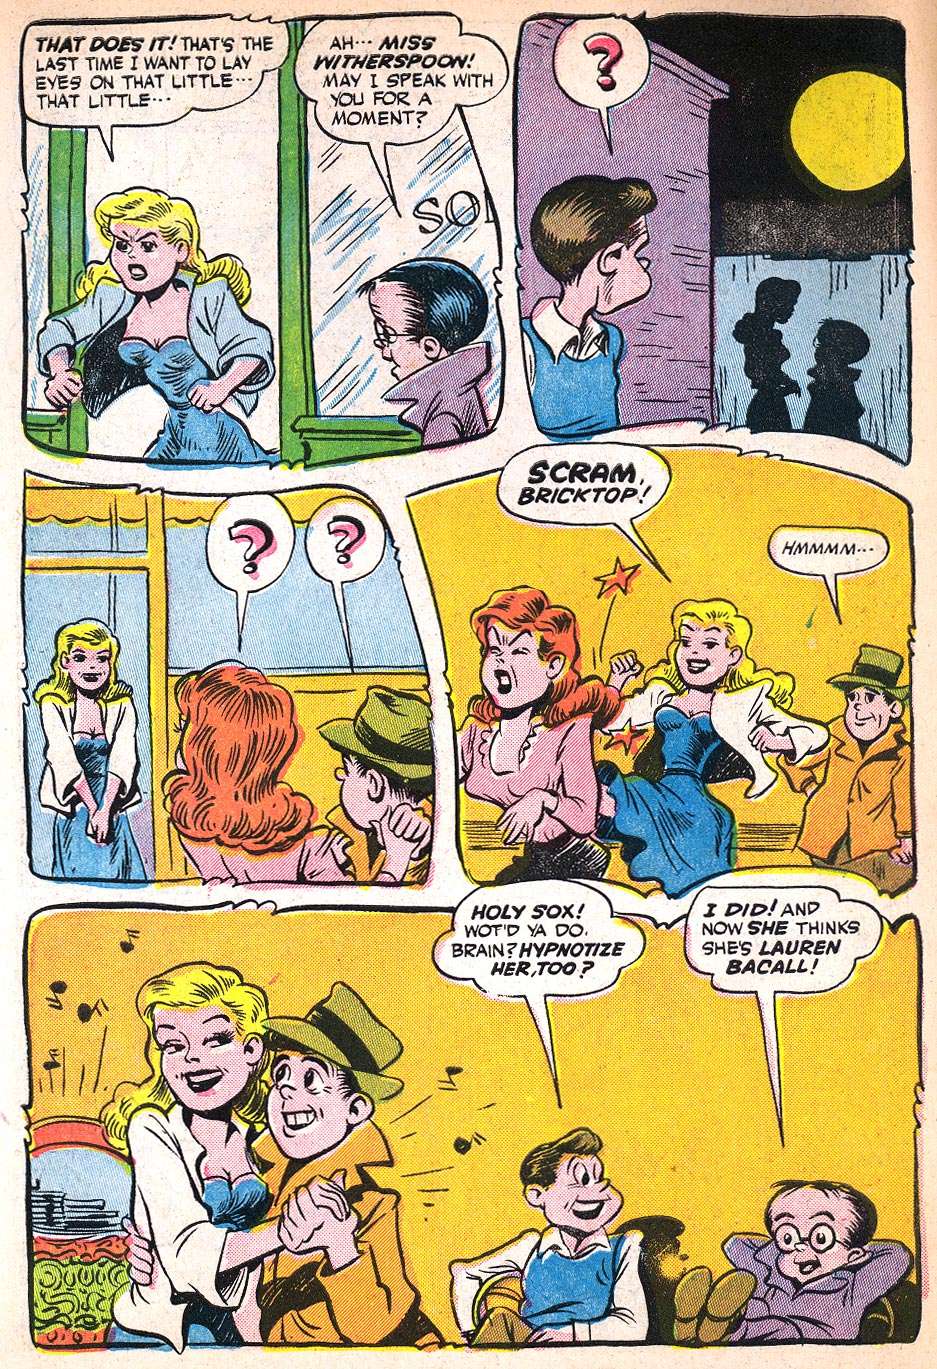 THAT DOES IT! THAT'S THE
LAST TIME I WANT TO LAY
EYES ON THAT LITTLE---
THAT LITTLE---
AH--- MISS
WITHERSPOON!
MAY I SPEAK WITH
YOU FOR A
MOMENT?
SO
?
?
?
SCRAM,
BRICKTOP!
HMMMM---
HOLY SOX!
WOT'D YA DO,
BRAIN? HYPNOTIZE
HER, TOO?
I DID! AND
NOW SHE THINKS
SHE'S LAUREN
BACALL!